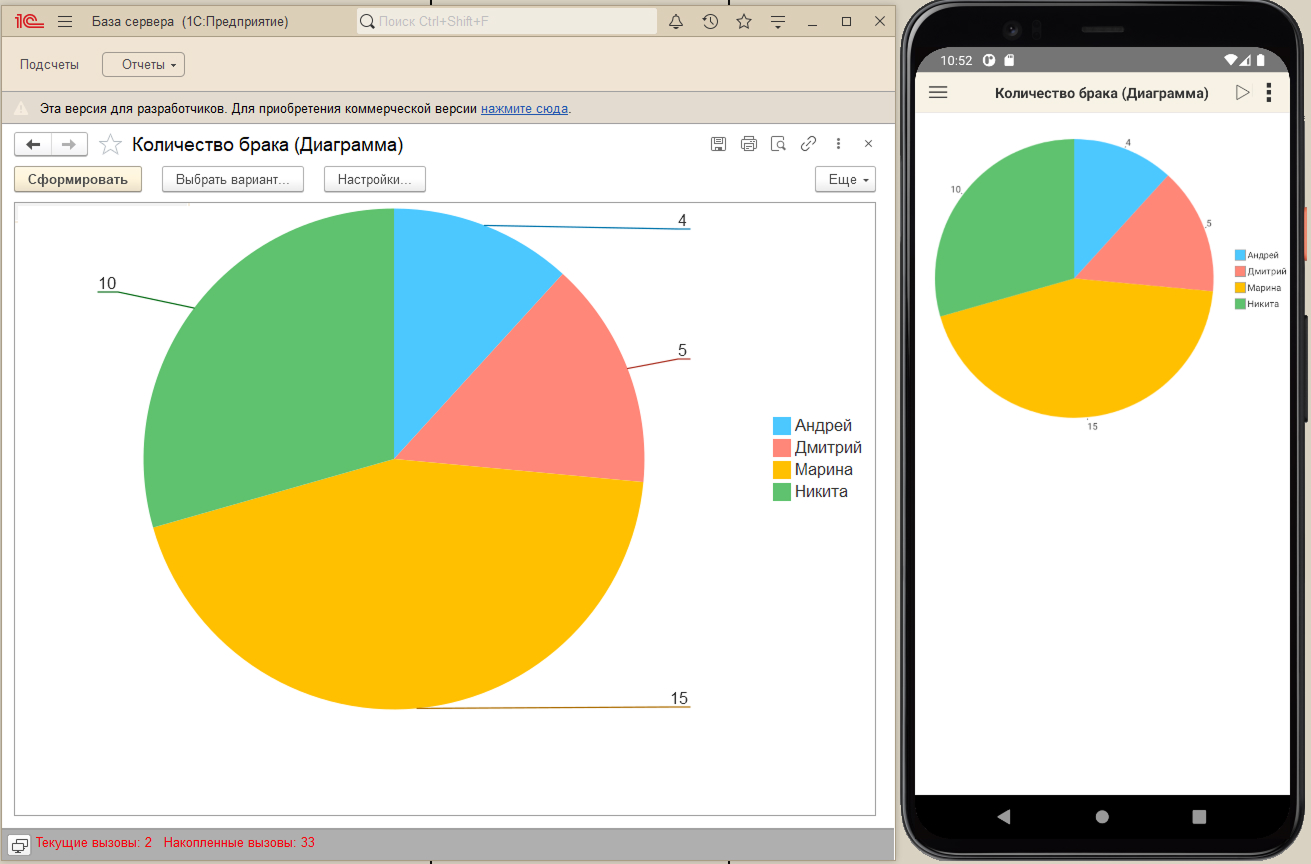 База сервера (1С:Предприятие)
Поиск Ctrl+Shift+F
Подсчеты
Отчеты
Эта версия для разработчиков. Для приобретения коммерческой версии нажмите сюда.
Количество брака (Диаграмма)
Сформировать
Выбрать вариант...
Настройки...
Еще
4
10
5
15
Андрей
Дмитрий
Марина
Никита
Текущие вызовы: 2 Накопленные вызовы: 33
10:52
Количество брака (Диаграмма)
4
10
5
15
Андрей
Дмитрий
Марина
Никита